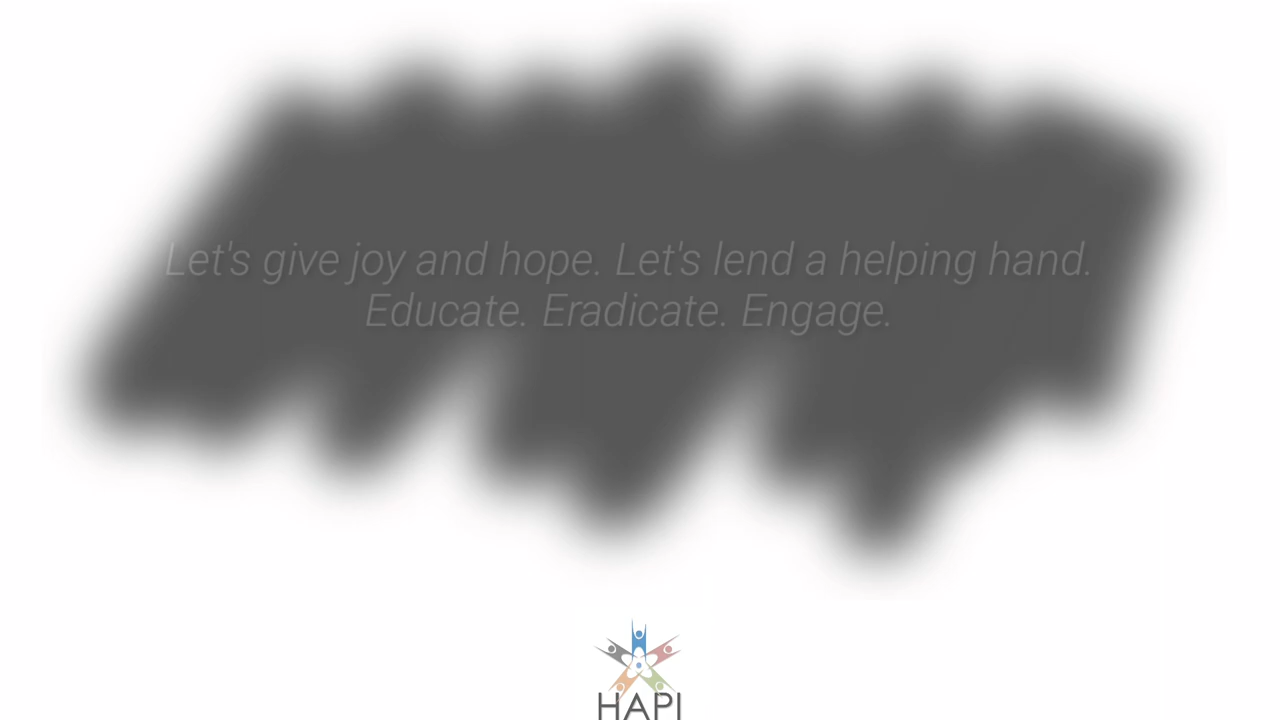 Let's give joy and hope. Let's lend a helping hand.
Educate. Eradicate. Engage.
HAPI